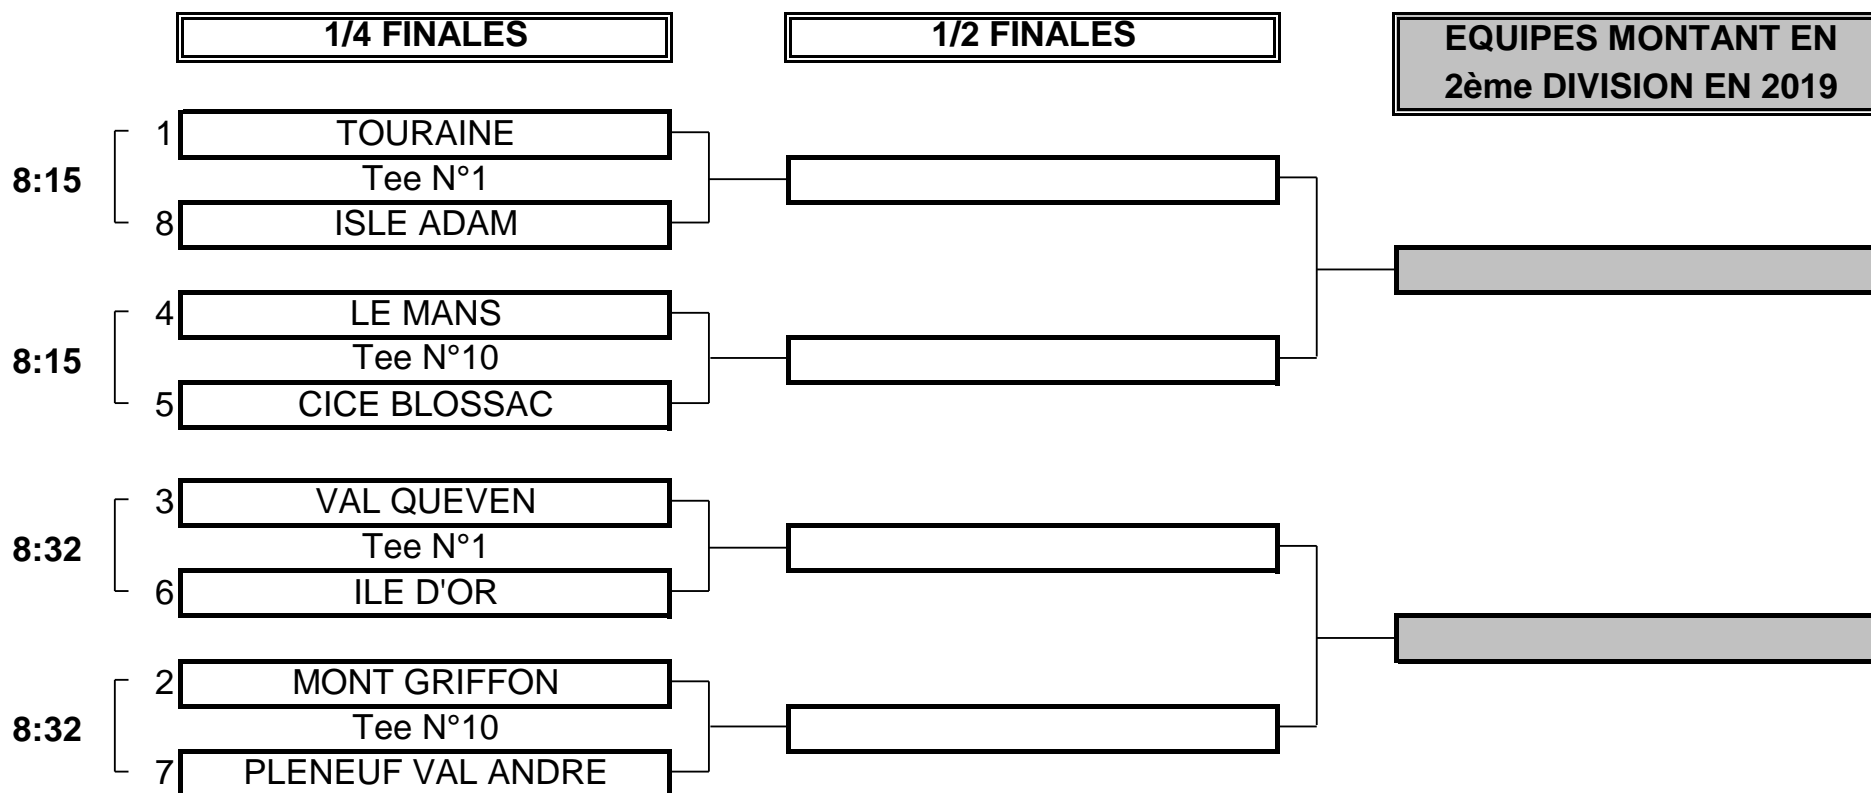 1/4 FINALES
1/2 FINALES
EQUIPES MONTANT EN
2ème DIVISION EN 2019
1 TOURAINE
8:15 Tee N°1
8 ISLE ADAM
4 LE MANS
8:15 Tee N°10
5 CICE BLOSSAC
3 VAL QUEVEN
8:32 Tee N°1
6 ILE D'OR
2 MONT GRIFFON
8:32 Tee N°10
7 PLENEUF VAL ANDRE